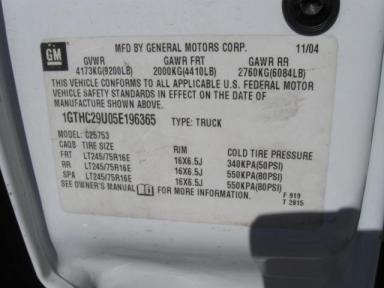 GM
MFD BY GENERAL MOTORS CORP. 11/04
GVWR GAWR FRT GAWR RR
4173KG(9200LB) 2000KG(4410LB) 2760KG(6084LB)
THIS VEHICLE CONFORMS TO ALL APPLICABLE U.S. FEDERAL MOTOR
VEHICLE SAFETY STANDARDS IN EFFECT ON THE DATE OF
MANUFACTURE SHOWN ABOVE.
1GTHC29U05E196365 TYPE: TRUCK
MODEL: C25753
CAQB TIRE SIZE RIM COLD TIRE PRESSURE
FRT LT245/75R16E 16X6.5J 340KPA(50PSI)
RR LT245/75R16E 16X6.5J 550KPA(80PSI)
SPA LT245/75R16E 16X6.5J 550KPA(80PSI)
SEE OWNER'S MANUAL FOR MORE INFORMATION.
F 919
T 2815